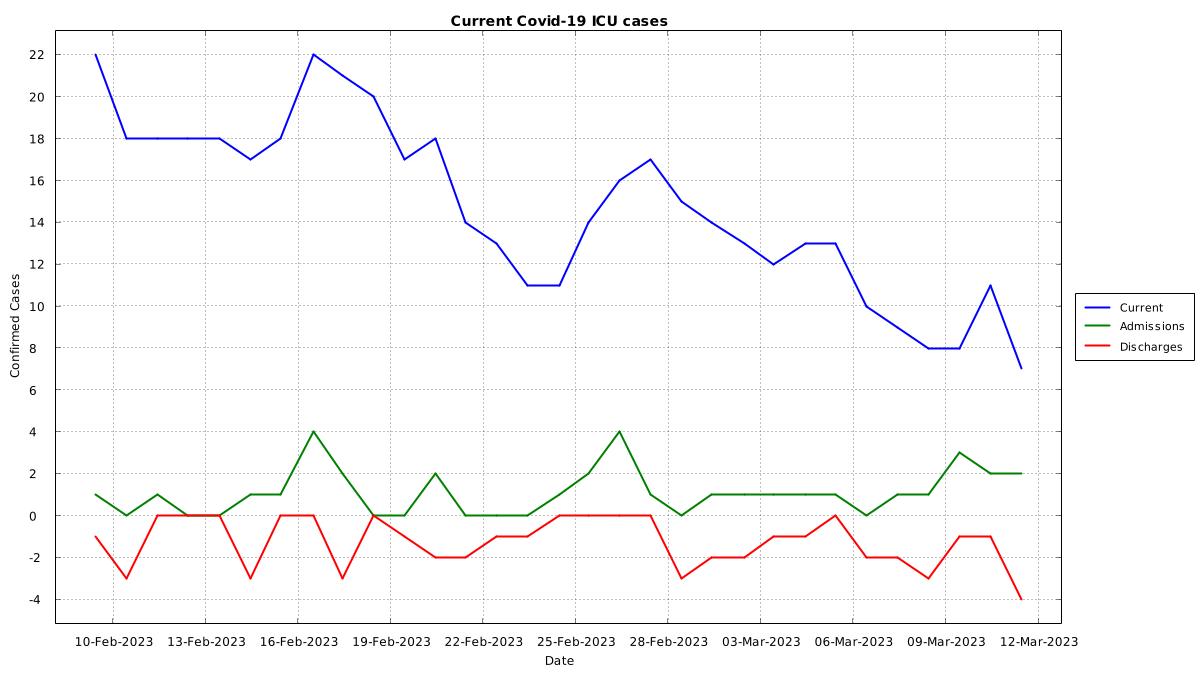 Current Covid-19 ICU cases
22
20
18
16
14
12
10
8
6
4
2
0
-2
-4
Confirmed Cases
10-Feb-2023 13-Feb-2023 16-Feb-2023 19-Feb-2023 22-Feb-2023 25-Feb-2023 28-Feb-2023 03-Mar-2023 06-Mar-2023 09-Mar-2023 12-Mar-2023
Date
Current
Admissions
Discharges